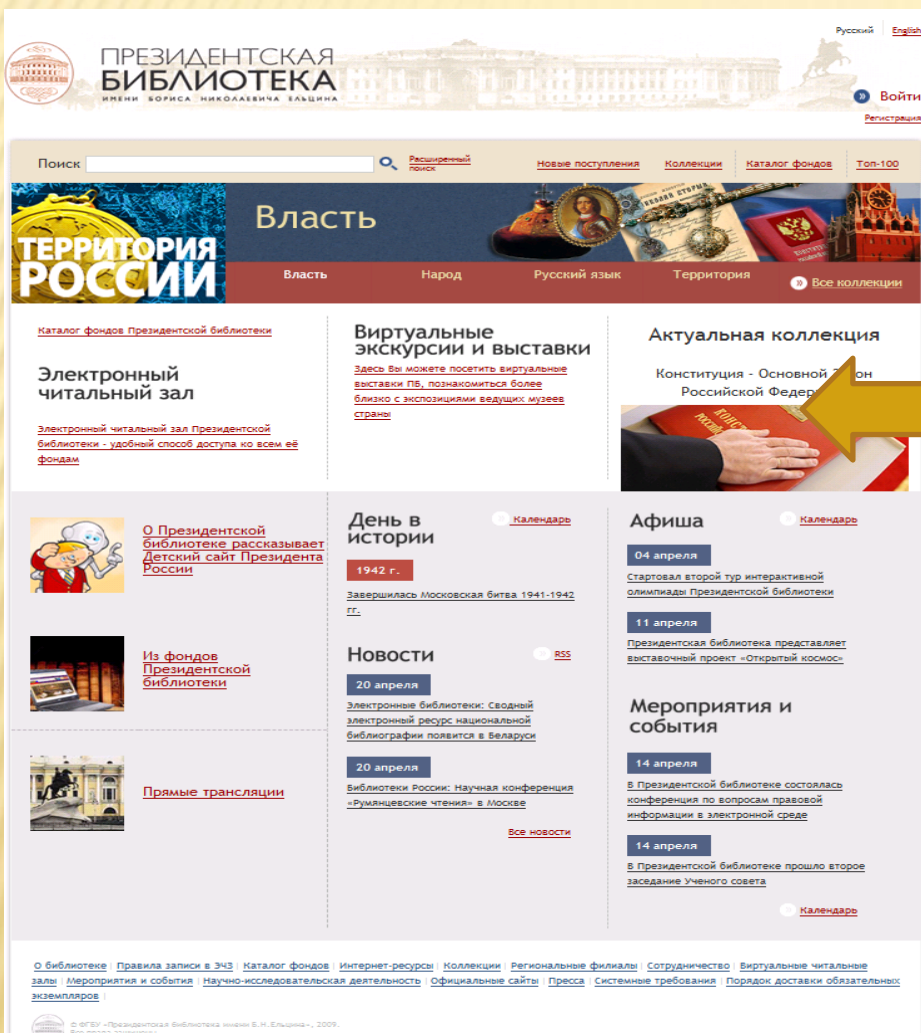 Русский English
ПРЕЗИДЕНТСКАЯ
БИБЛИОТЕКА
ИМЕНИ БОРИСА НИКОЛАЕВИЧА ЕЛЬЦИНА
Войти
Регистрация
Поиск
Расширенный
поиск
Новые поступления Коллекции Каталог фондов Топ-100
ТЕРРИТОРИЯ
РОССИИ
Власть
Власть Народ Русский язык Территория Все коллекции
Каталог фондов Президентской библиотеки
Электронный
читальный зал
Электронный читальный зал Президентской
библиотеки - удобный способ доступа ко всем её
фондам
Виртуальные
экскурсии и выставки
Здесь Вы можете посетить виртуальные
выставки ПБ, познакомиться более
близко с экспозициями ведущих музеев
страны
Актуальная коллекция
Конституция - Основной
Российской
О Президентской
библиотеке рассказывает
Детский сайт Президента
России
Из фондов
Президентской
библиотеки
Прямые трансляции
День в
истории
Календарь
1942 г.
Завершилась Московская битва 1941-1942
гг.
Новости
RSS
20 апреля
Электронные библиотеки: Сводный
электронный ресурс национальной
библиографии появится в Беларуси
20 апреля
Библиотеки России: Научная конференция
«Румянцевские чтения» в Москве
Все новости
Афиша
Календарь
04 апреля
Стартовал второй тур интерактивной
олимпиады Президентской библиотеки
11 апреля
Президентская библиотека представляет
выставочный проект «Открытый космос»
Мероприятия и
события
14 апреля
В Президентской библиотеке состоялась
конференция по вопросам правовой
информации в электронной среде
14 апреля
В Президентской библиотеке прошло второе
заседание Ученого совета
Календарь
О библиотеке | Правила записи в ЭЧЗ | Каталог фондов | Интернет-ресурсы | Коллекции | Региональные филиалы | Сотрудничество | Виртуальные читальные
залы | Мероприятия и события | Научно-исследовательская деятельность | Официальные сайты | Пресса | Системные требования | Порядок доставки обязательных
экземпляров |
© ФГБУ «Президентская библиотека имени Б.Н.Ельцина», 2009.